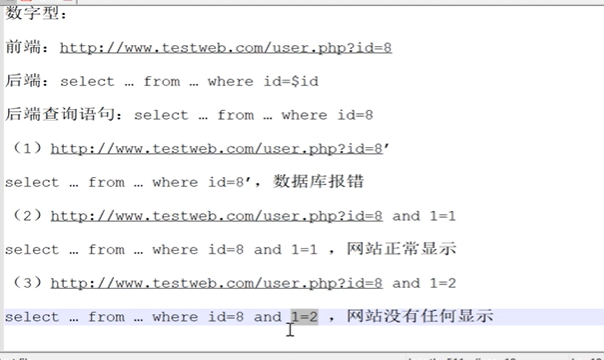 数字型：
前端：http://www.testweb.com/user.php?id=8
后端：select … from … where id=$id
后端查询语句：select … from … where id=8
（1）http://www.testweb.com/user.php?id=8’
select … from … where id=8’，数据库报错
（2）http://www.testweb.com/user.php?id=8 and 1=1
select … from … where id=8 and 1=1 ，网站正常显示
（3）http://www.testweb.com/user.php?id=8 and 1=2
select … from … where id=8 and 1=2 ，网站没有任何显示